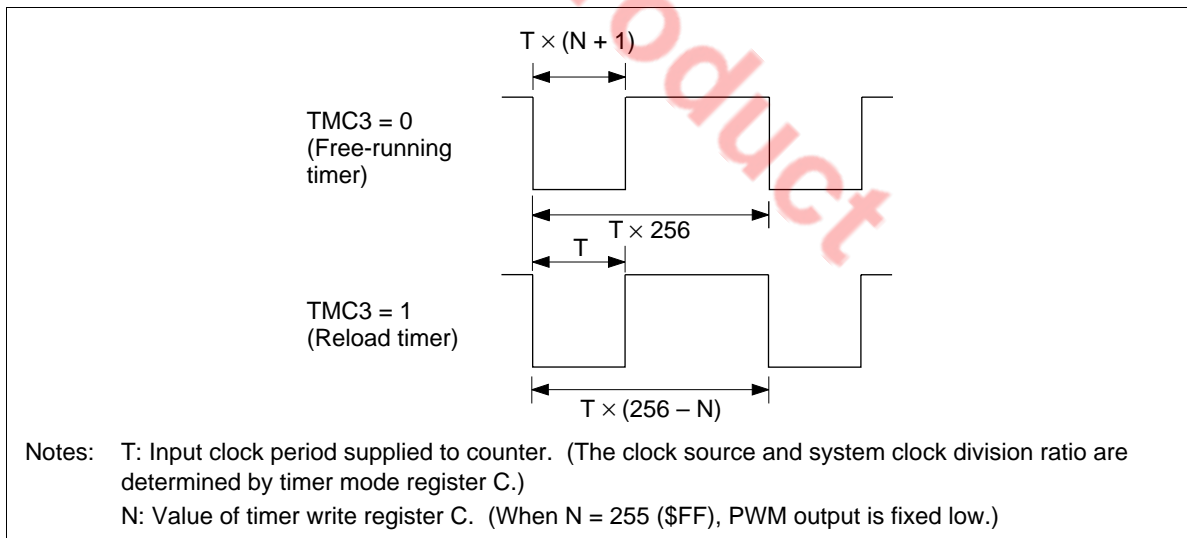 T × (N + 1)
TMC3 = 0
(Free-running
timer)
T × 256
T
TMC3 = 1
(Reload timer)
T × (256 – N)
Notes: T: Input clock period supplied to counter. (The clock source and system clock division ratio are
determined by timer mode register C.)
N: Value of timer write register C. (When N = 255 ($FF), PWM output is fixed low.)
roduct